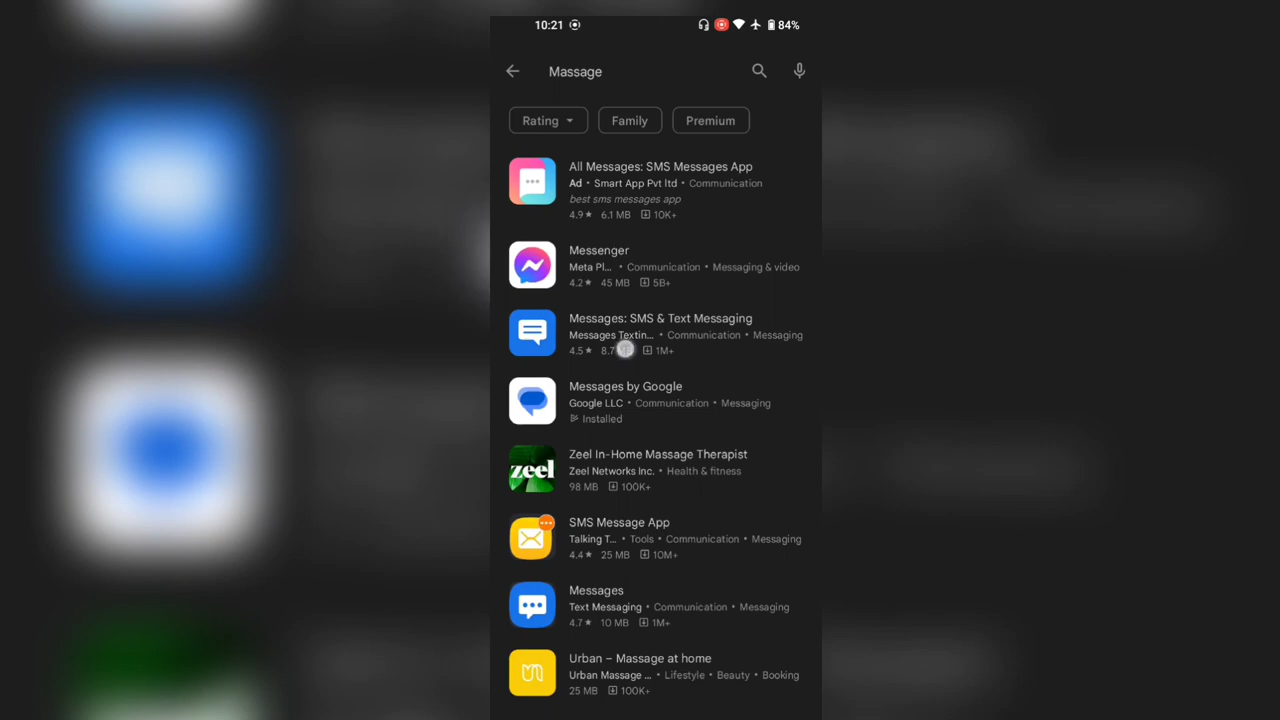 10:21 84%
Massage
Rating Family Premium
All Messages: SMS Messages App
Ad • Smart App Pvt ltd • Communication
best sms messages app
4.9★ 6.1 MB 10K+
Messenger
Meta Pl... • Communication • Messaging & video
4.2★ 45 MB 5B+
Messages: SMS & Text Messaging
Messages Textin... • Communication • Messaging
4.5★ 8.7 1M+
Messages by Google
Google LLC • Communication • Messaging
Installed
zeel
Zeel In-Home Massage Therapist
Zeel Networks Inc. • Health & fitness
98 MB 100K+
SMS Message App
Talking T... • Tools • Communication • Messaging
4.4★ 25 MB 10M+
Messages
Text Messaging • Communication • Messaging
4.7★ 10 MB 1M+
Urban – Massage at home
Urban Massage ... • Lifestyle • Beauty • Booking
25 MB 100K+